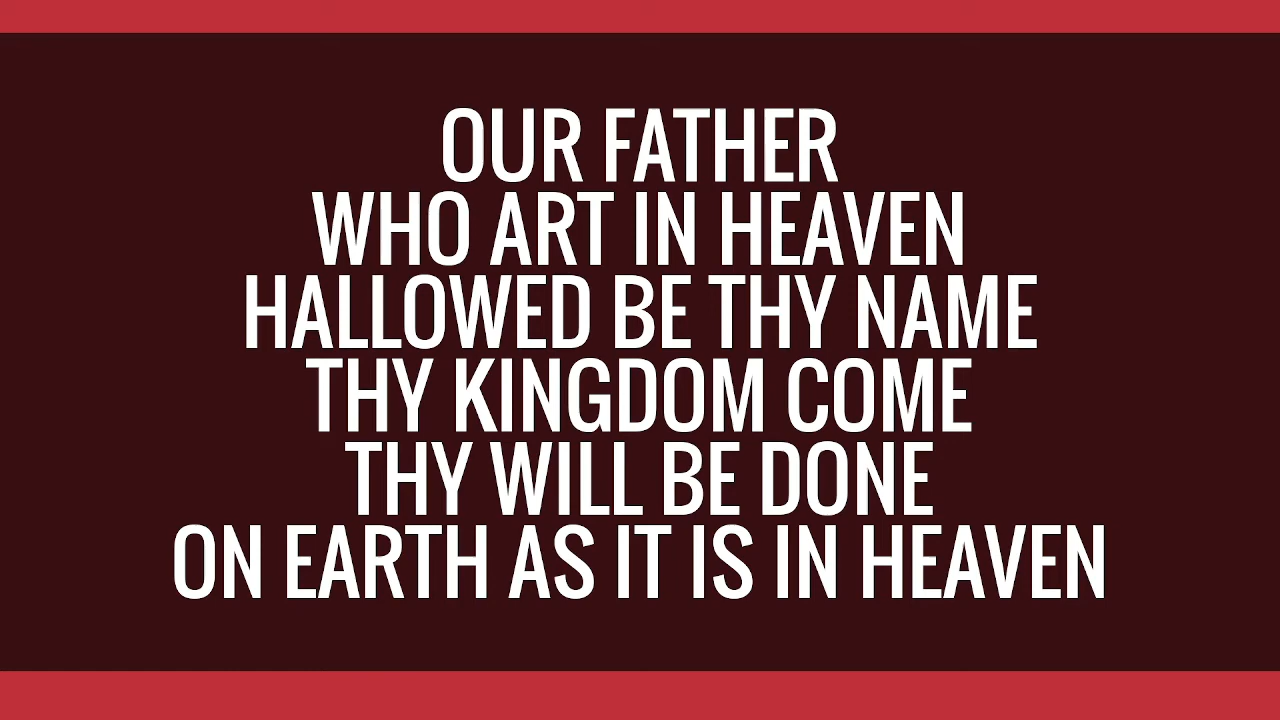 OUR FATHER
WHO ART IN HEAVEN
HALLOWED BE THY NAME
THY KINGDOM COME
THY WILL BE DONE
ON EARTH AS IT IS IN HEAVEN